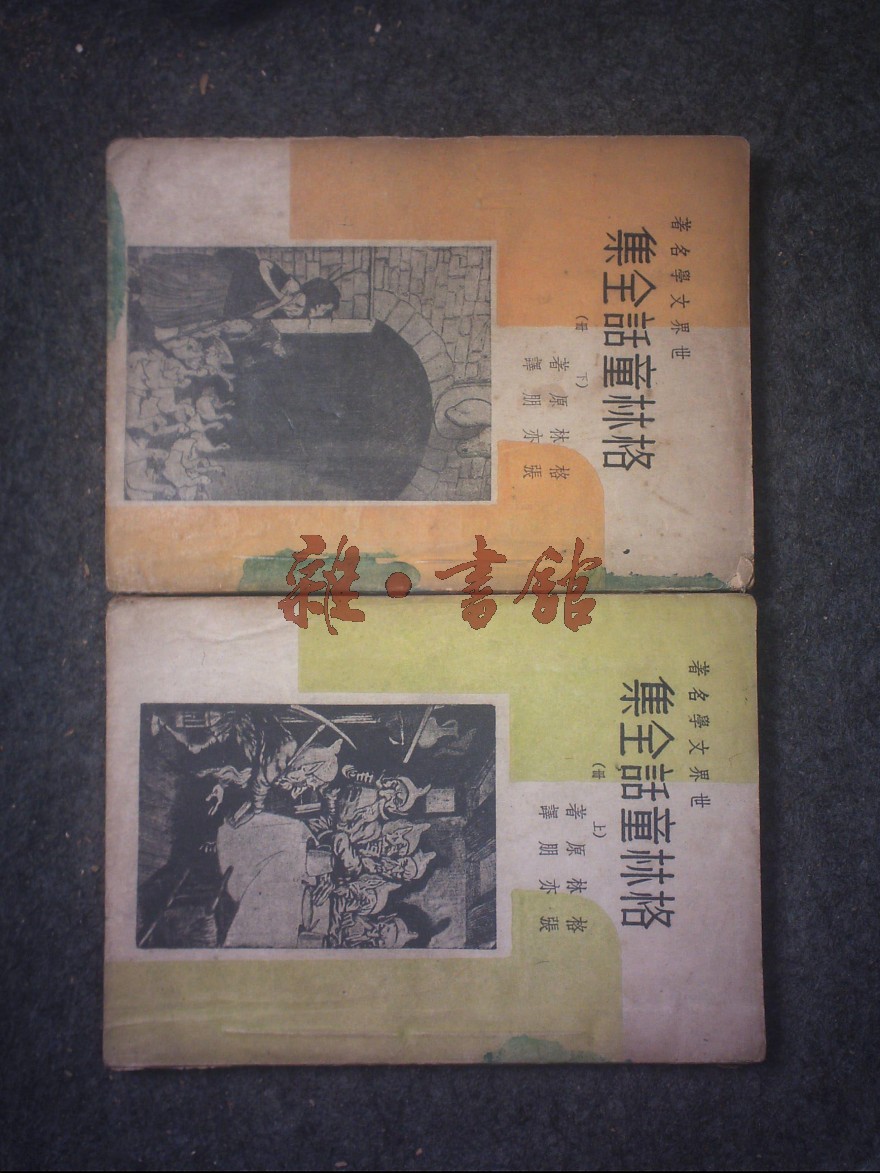 世界文學名著
格林童話全集
(上冊)
格林原著
張亦朋譯
世界文學名著
格林童話全集
(下冊)
格林原著
張亦朋譯
雜·書館